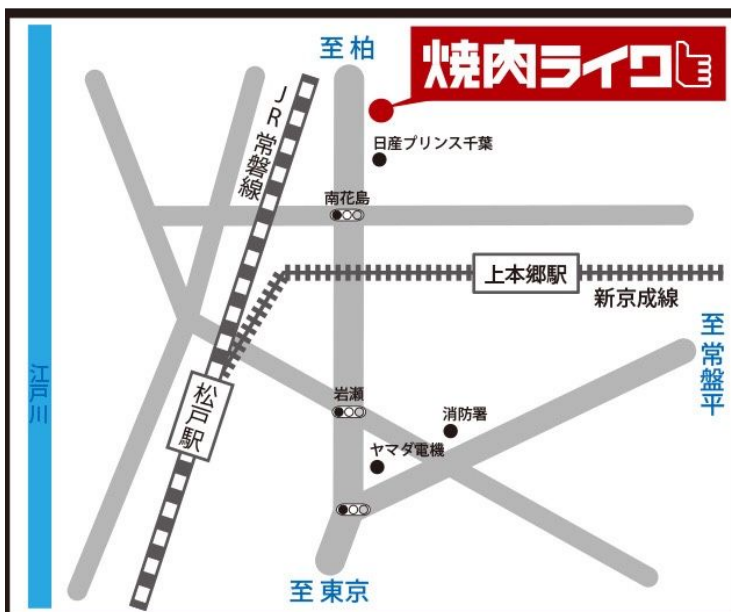 至 柏
焼肉ライク
日産プリンス千葉
JR 常磐線
南花島
上本郷駅
新京成線
至 常盤平
江戸川
松戸駅
岩瀬
消防署
ヤマダ電機
至 東京